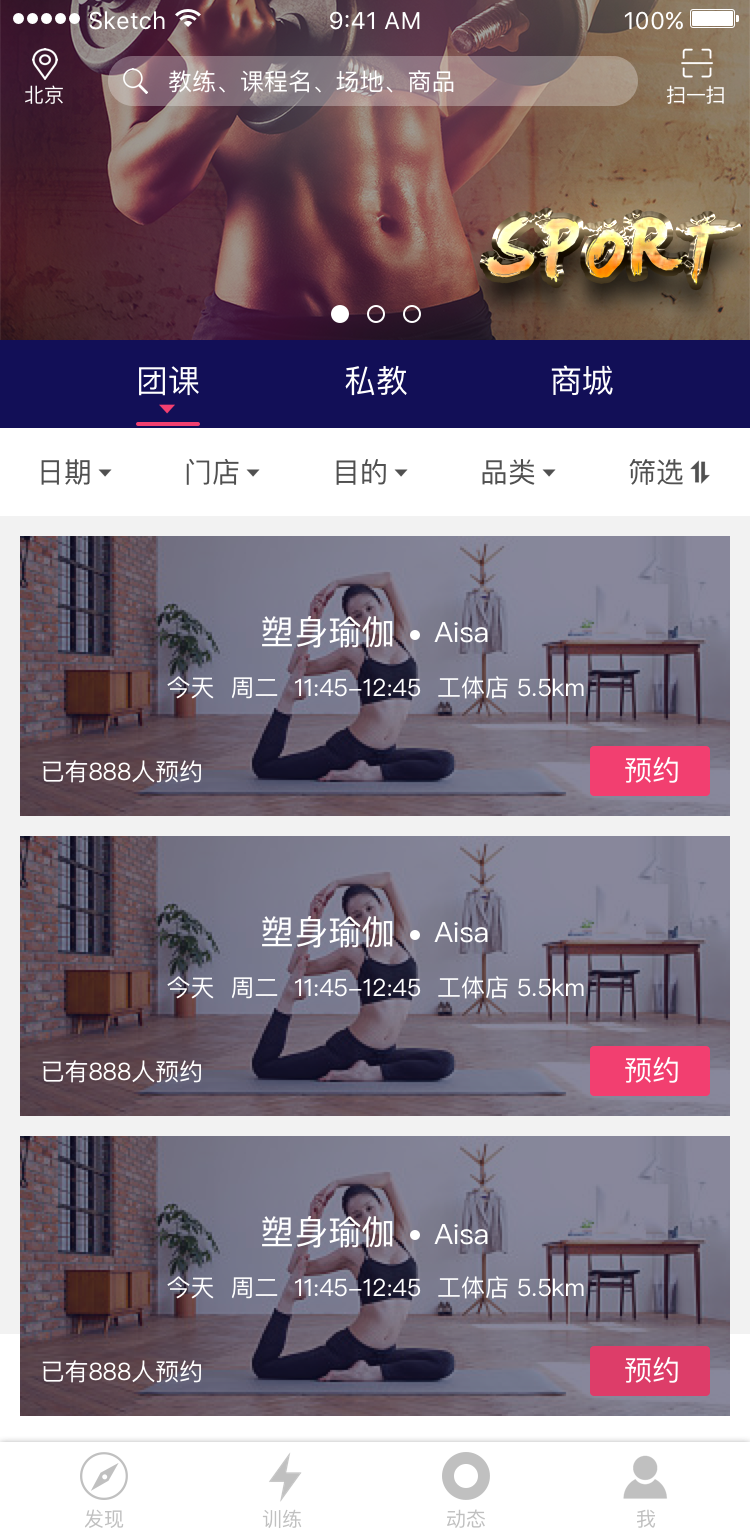 Sketch 9:41 AM 100%
北京 教练、课程名、场地、商品 扫一扫
SPORT
团课 私教 商城
日期 门店 目的 品类 筛选
塑身瑜伽 • Aisa
今天 周二 11:45-12:45 工体店 5.5km
已有888人预约 预约
塑身瑜伽 • Aisa
今天 周二 11:45-12:45 工体店 5.5km
已有888人预约 预约
塑身瑜伽 • Aisa
今天 周二 11:45-12:45 工体店 5.5km
已有888人预约 预约
发现 训练 动态 我